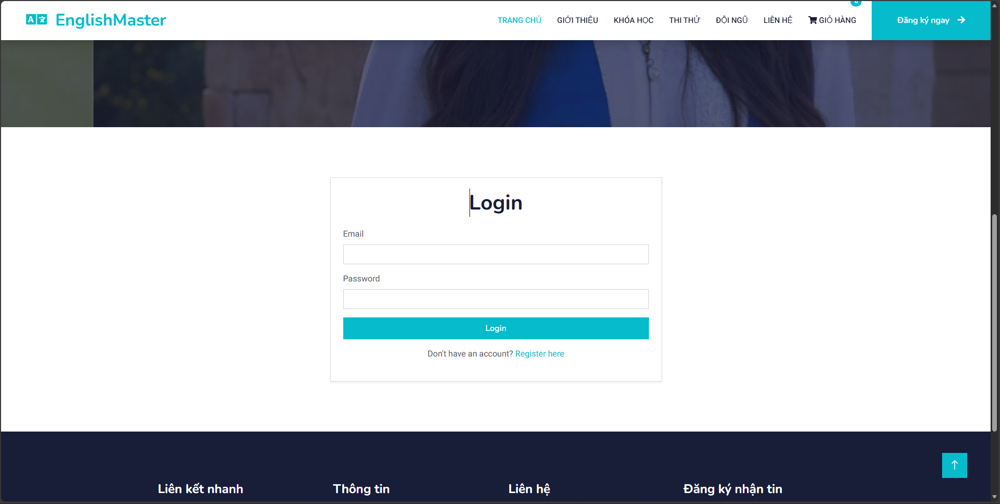 EnglishMaster
TRANG CHỦ GIỚI THIỆU KHÓA HỌC THI THỬ ĐỘI NGŨ LIÊN HỆ GIỎ HÀNG
Đăng ký ngay
Login
Email
Password
Login
Don't have an account? Register here
Liên kết nhanh Thông tin Liên hệ Đăng ký nhận tin